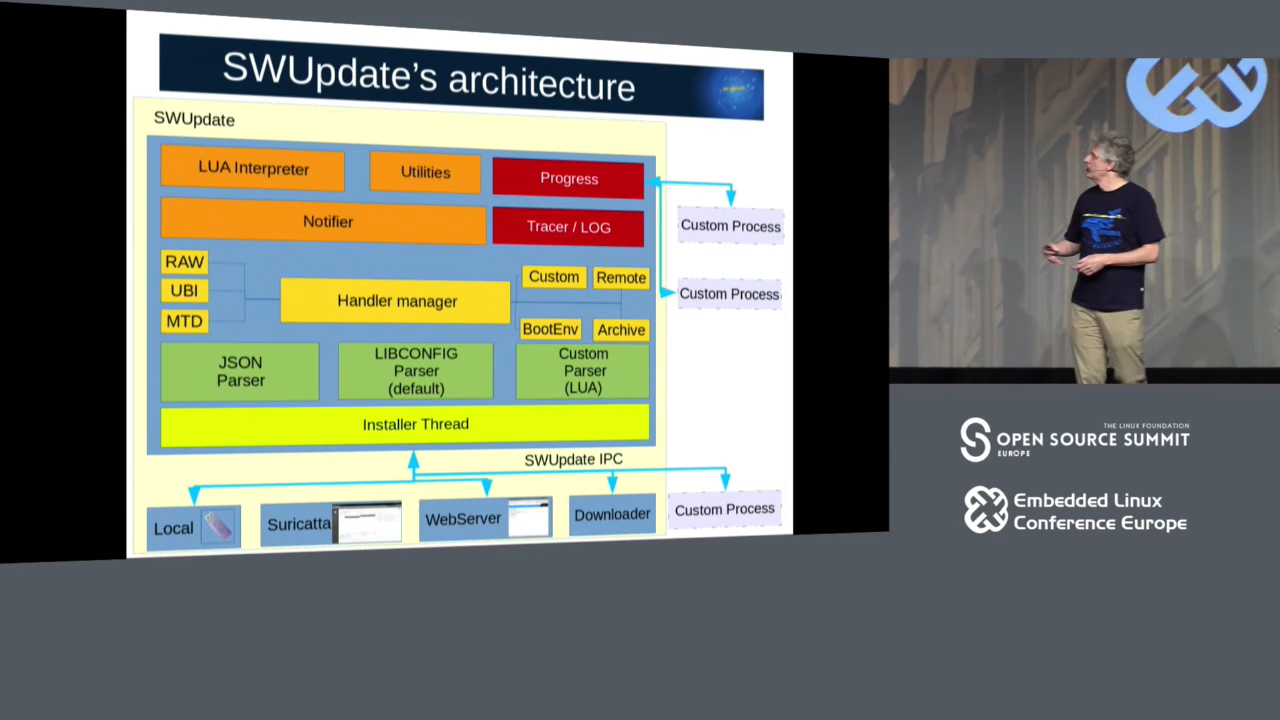 SWUpdate's architecture
SWUpdate
LUA Interpreter
Utilities
Progress
Notifier
Tracer / LOG
Custom Process
RAW
UBI
MTD
Handler manager
Custom
Remote
BootEnv
Archive
Custom Process
JSON
Parser
LIBCONFIG
Parser
(default)
Custom
Parser
(LUA)
Installer Thread
SWUpdate IPC
Local
Suricatta
WebServer
Downloader
Custom Process
THE LINUX FOUNDATION
OPEN SOURCE SUMMIT
EUROPE
Embedded Linux
Conference Europe